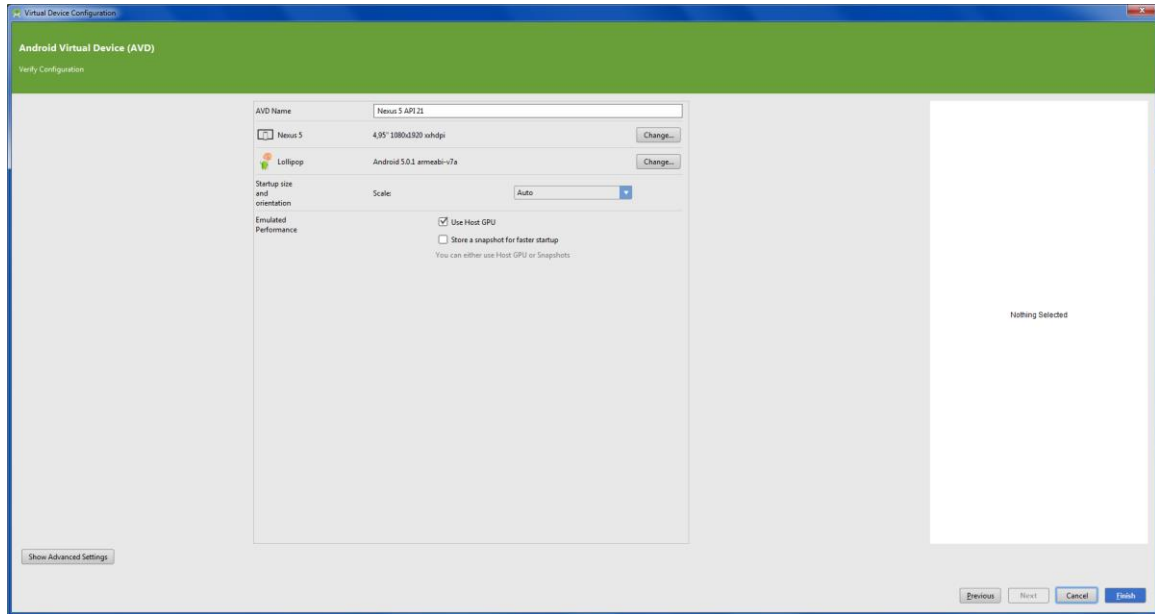 Virtual Device Configuration
Android Virtual Device (AVD)
Verify Configuration
AVD Name
Nexus 5 API 21
Nexus 5
4,95" 1080x1920 xxhdpi
Change...
Lollipop
Android 5.0.1 armeabi-v7a
Change...
Startup size
and
orientation
Scale:
Auto
Emulated
Performance
Use Host GPU
Store a snapshot for faster startup
You can either use Host GPU or Snapshots
Nothing Selected
Show Advanced Settings
Previous
Next
Cancel
Finish